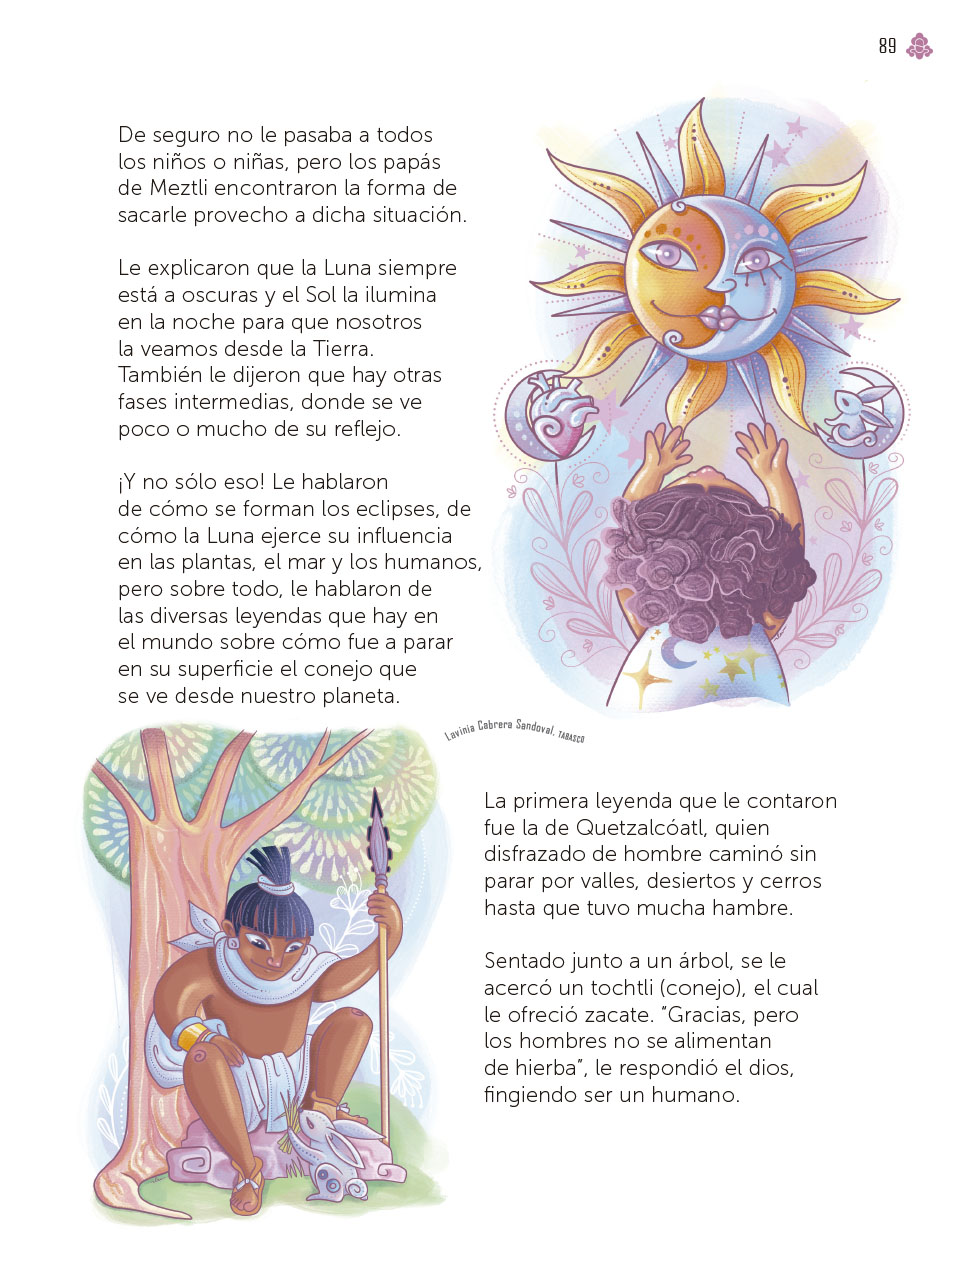 89
De seguro no le pasaba a todos
los niños o niñas, pero los papás
de Meztli encontraron la forma de
sacarle provecho a dicha situación.
Le explicaron que la Luna siempre
está a oscuras y el Sol la ilumina
en la noche para que nosotros
la veamos desde la Tierra.
También le dijeron que hay otras
fases intermedias, donde se ve
poco o mucho de su reflejo.
¡Y no sólo eso! Le hablaron
de cómo se forman los eclipses, de
cómo la Luna ejerce su influencia
en las plantas, el mar y los humanos,
pero sobre todo, le hablaron de
las diversas leyendas que hay en
el mundo sobre cómo fue a parar
en su superficie el conejo que
se ve desde nuestro planeta.
Lavinia Cabrera Sandoval, TABASCO
La primera leyenda que le contaron
fue la de Quetzalcóatl, quien
disfrazado de hombre caminó sin
parar por valles, desiertos y cerros
hasta que tuvo mucha hambre.
Sentado junto a un árbol, se le
acercó un tochtli (conejo), el cual
le ofreció zacate. “Gracias, pero
los hombres no se alimentan
de hierba”, le respondió el dios,
fingiendo ser un humano.